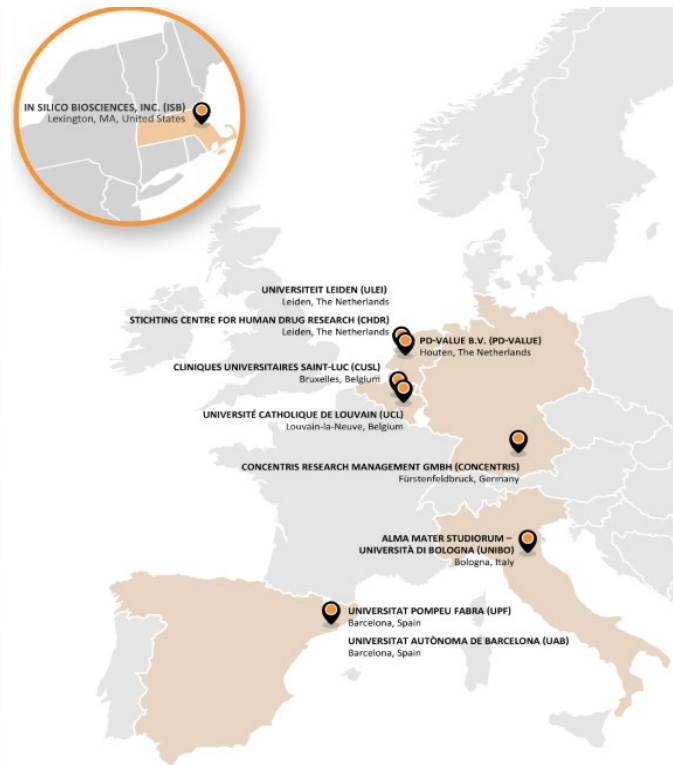 IN SILICO BIOSCIENCES, INC. (ISB)
Lexington, MA, United States
UNIVERSITEIT LEIDEN (ULEI)
Leiden, The Netherlands
STICHTING CENTRE FOR HUMAN DRUG RESEARCH (CHDR)
Leiden, The Netherlands
PD-VALUE B.V. (PD-VALUE)
Houten, The Netherlands
CLINIQUES UNIVERSITAIRES SAINT-LUC (CUSL)
Bruxelles, Belgium
UNIVERSITÉ CATHOLIQUE DE LOUVAIN (UCL)
Louvain-la-Neuve, Belgium
CONCENTRIS RESEARCH MANAGEMENT GMBH (CONCENTRIS)
Fürstenfeldbruck, Germany
ALMA MATER STUDIORUM –
UNIVERSITÀ DI BOLOGNA (UNIBO)
Bologna, Italy
UNIVERSITAT POMPEU FABRA (UPF)
Barcelona, Spain
UNIVERSITAT AUTÒNOMA DE BARCELONA (UAB)
Barcelona, Spain